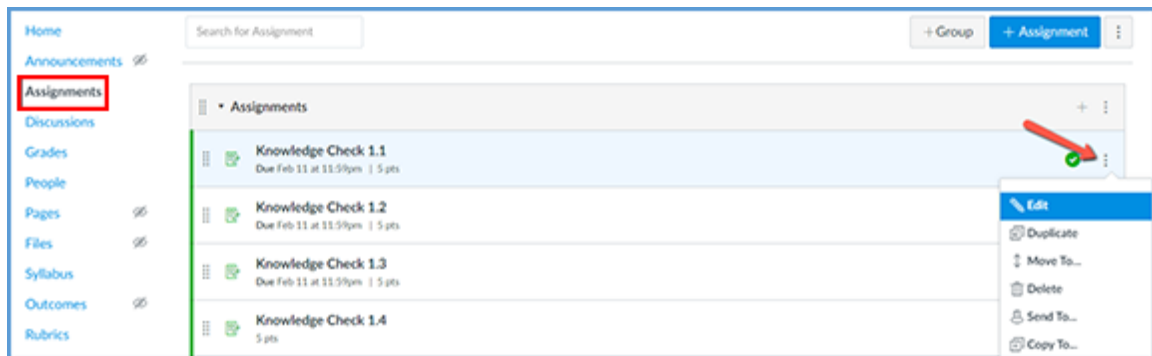 Home
Search for Assignment
+ Group
+ Assignment
Announcements
Assignments
Assignments
Discussions
Grades
Knowledge Check 1.1
Due Feb 11 at 11:59pm | 5 pts
People
Pages
Knowledge Check 1.2
Due Feb 11 at 11:59pm | 5 pts
Edit
Duplicate
Files
Syllabus
Knowledge Check 1.3
Due Feb 11 at 11:59pm | 5 pts
Move To...
Delete
Outcomes
Rubrics
Knowledge Check 1.4
5 pts
Send To...
Copy To...